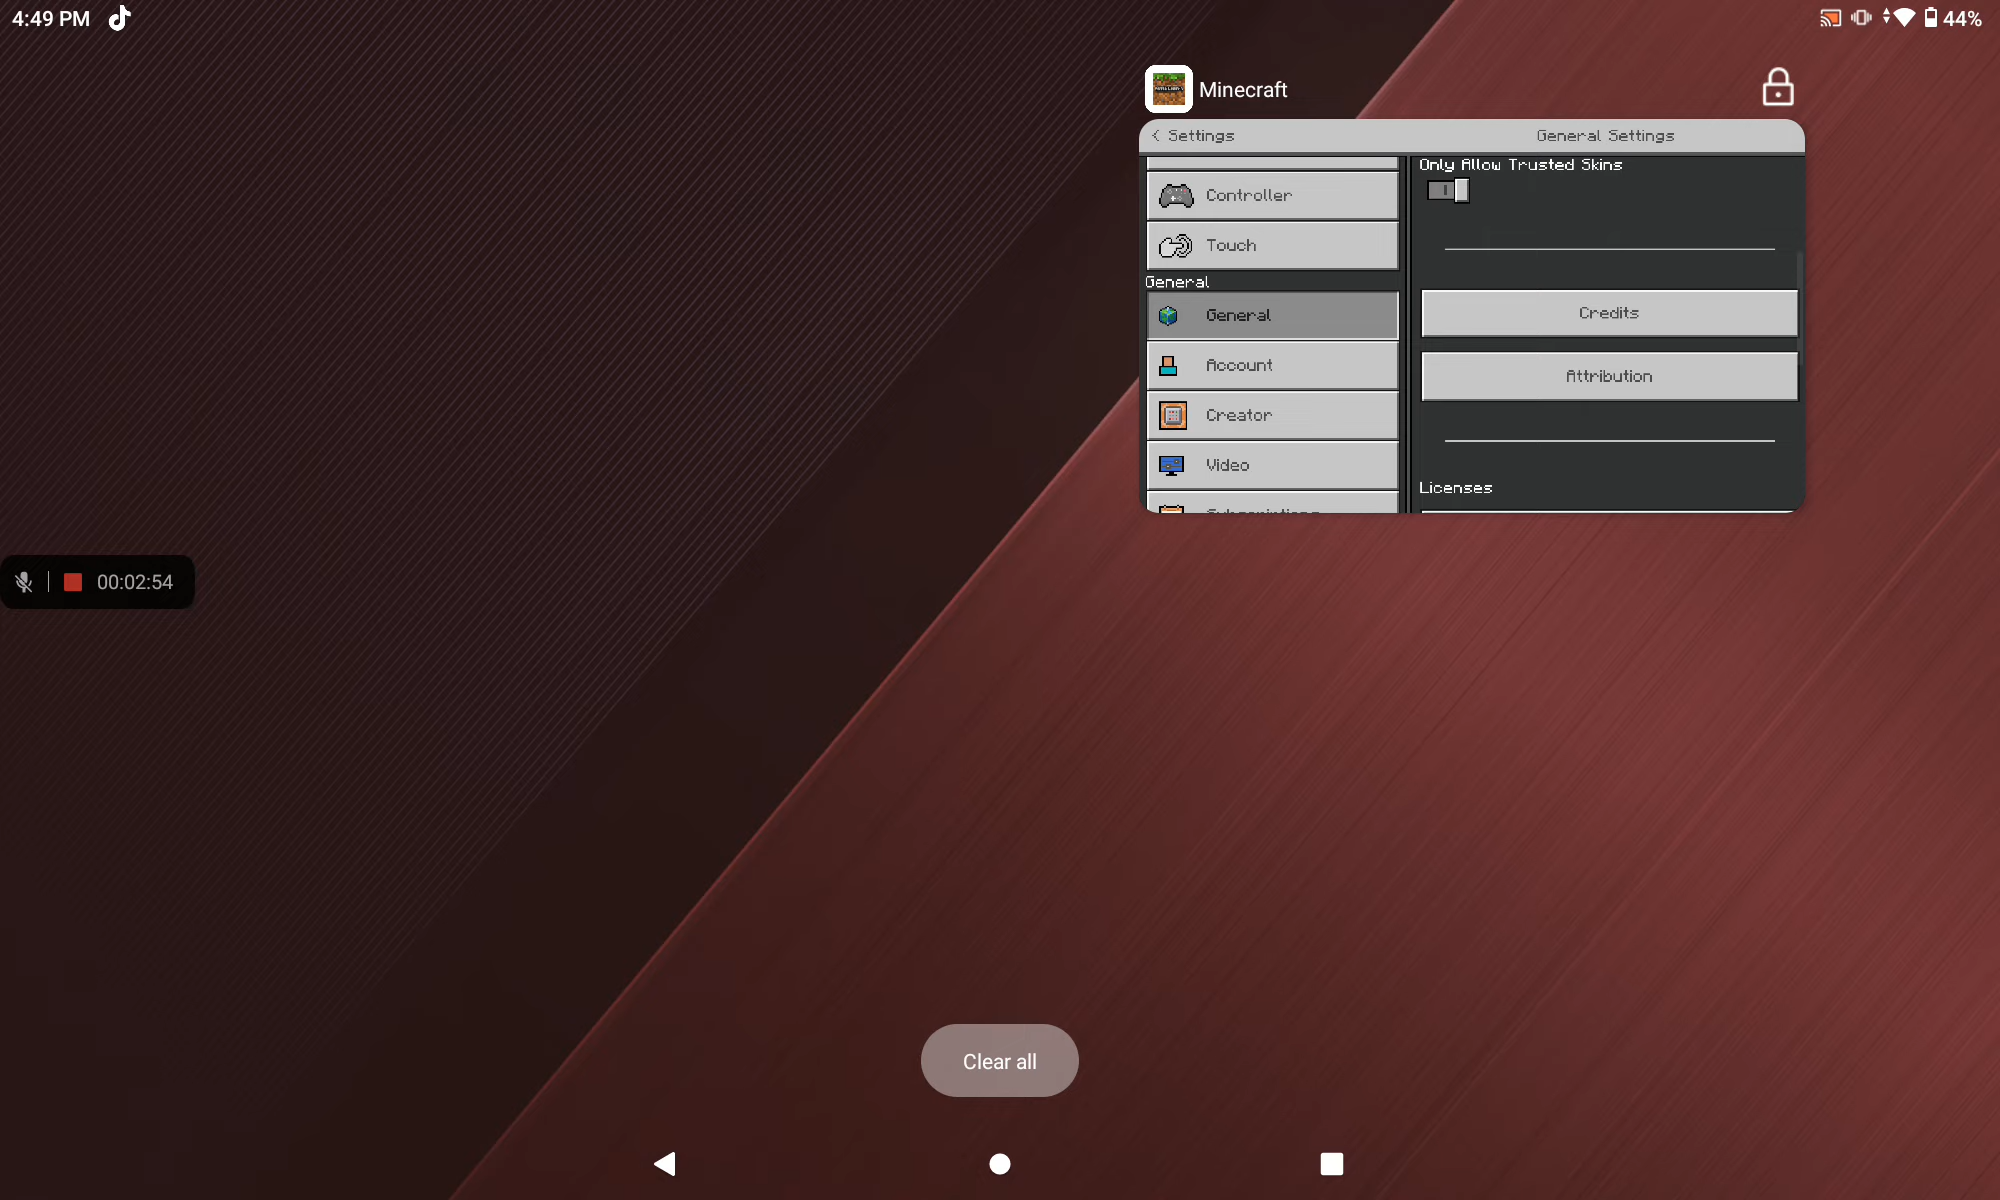 4:49 PM
44%
Minecraft
< Settings
General Settings
Only Allow Trusted Skins
Controller
Touch
General
General
Credits
Account
Attribution
Creator
Video
Licenses
Subscriptions
00:02:54
Clear all